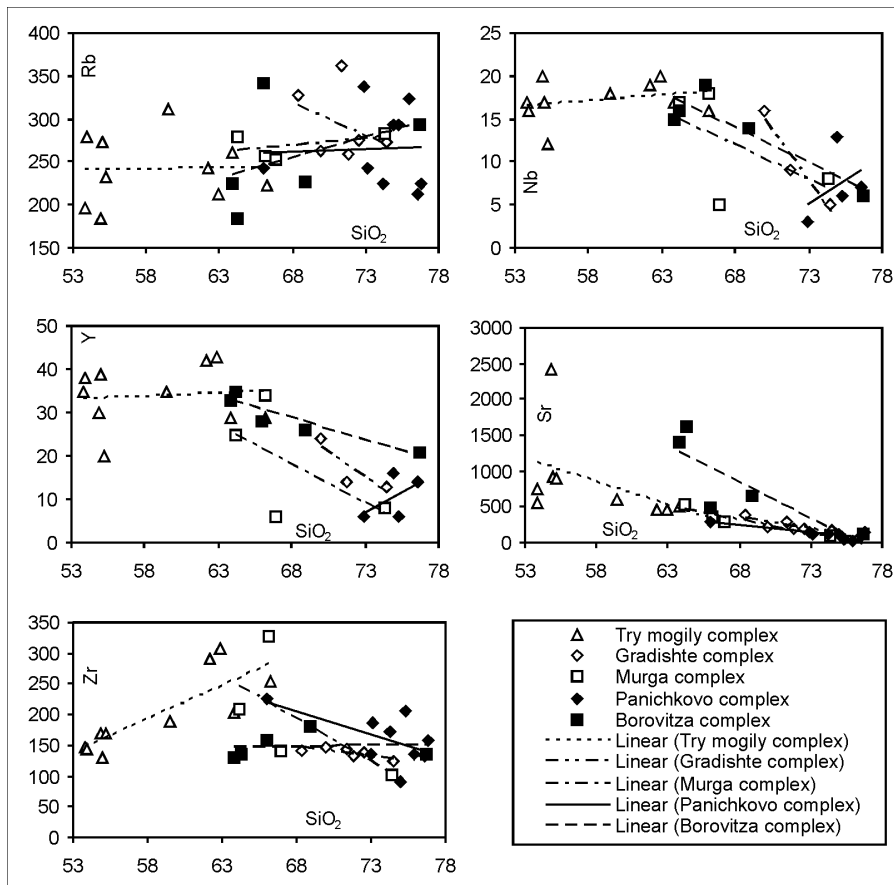 400
350
300
250
200
150
Rb
SiO2
53 58 63 68 73 78
25
20
15
10
5
0
Nb
SiO2
53 58 63 68 73 78
50
40
30
20
10
0
Y
SiO2
53 58 63 68 73 78
3000
2500
2000
1500
1000
500
0
Sr
SiO2
53 58 63 68 73 78
350
300
250
200
150
100
50
0
Zr
SiO2
53 58 63 68 73 78
Try mogily complex
Gradishte complex
Murga complex
Panichkovo complex
Borovitza complex
Linear (Try mogily complex)
Linear (Gradishte complex)
Linear (Murga complex)
Linear (Panichkovo complex)
Linear (Borovitza complex)